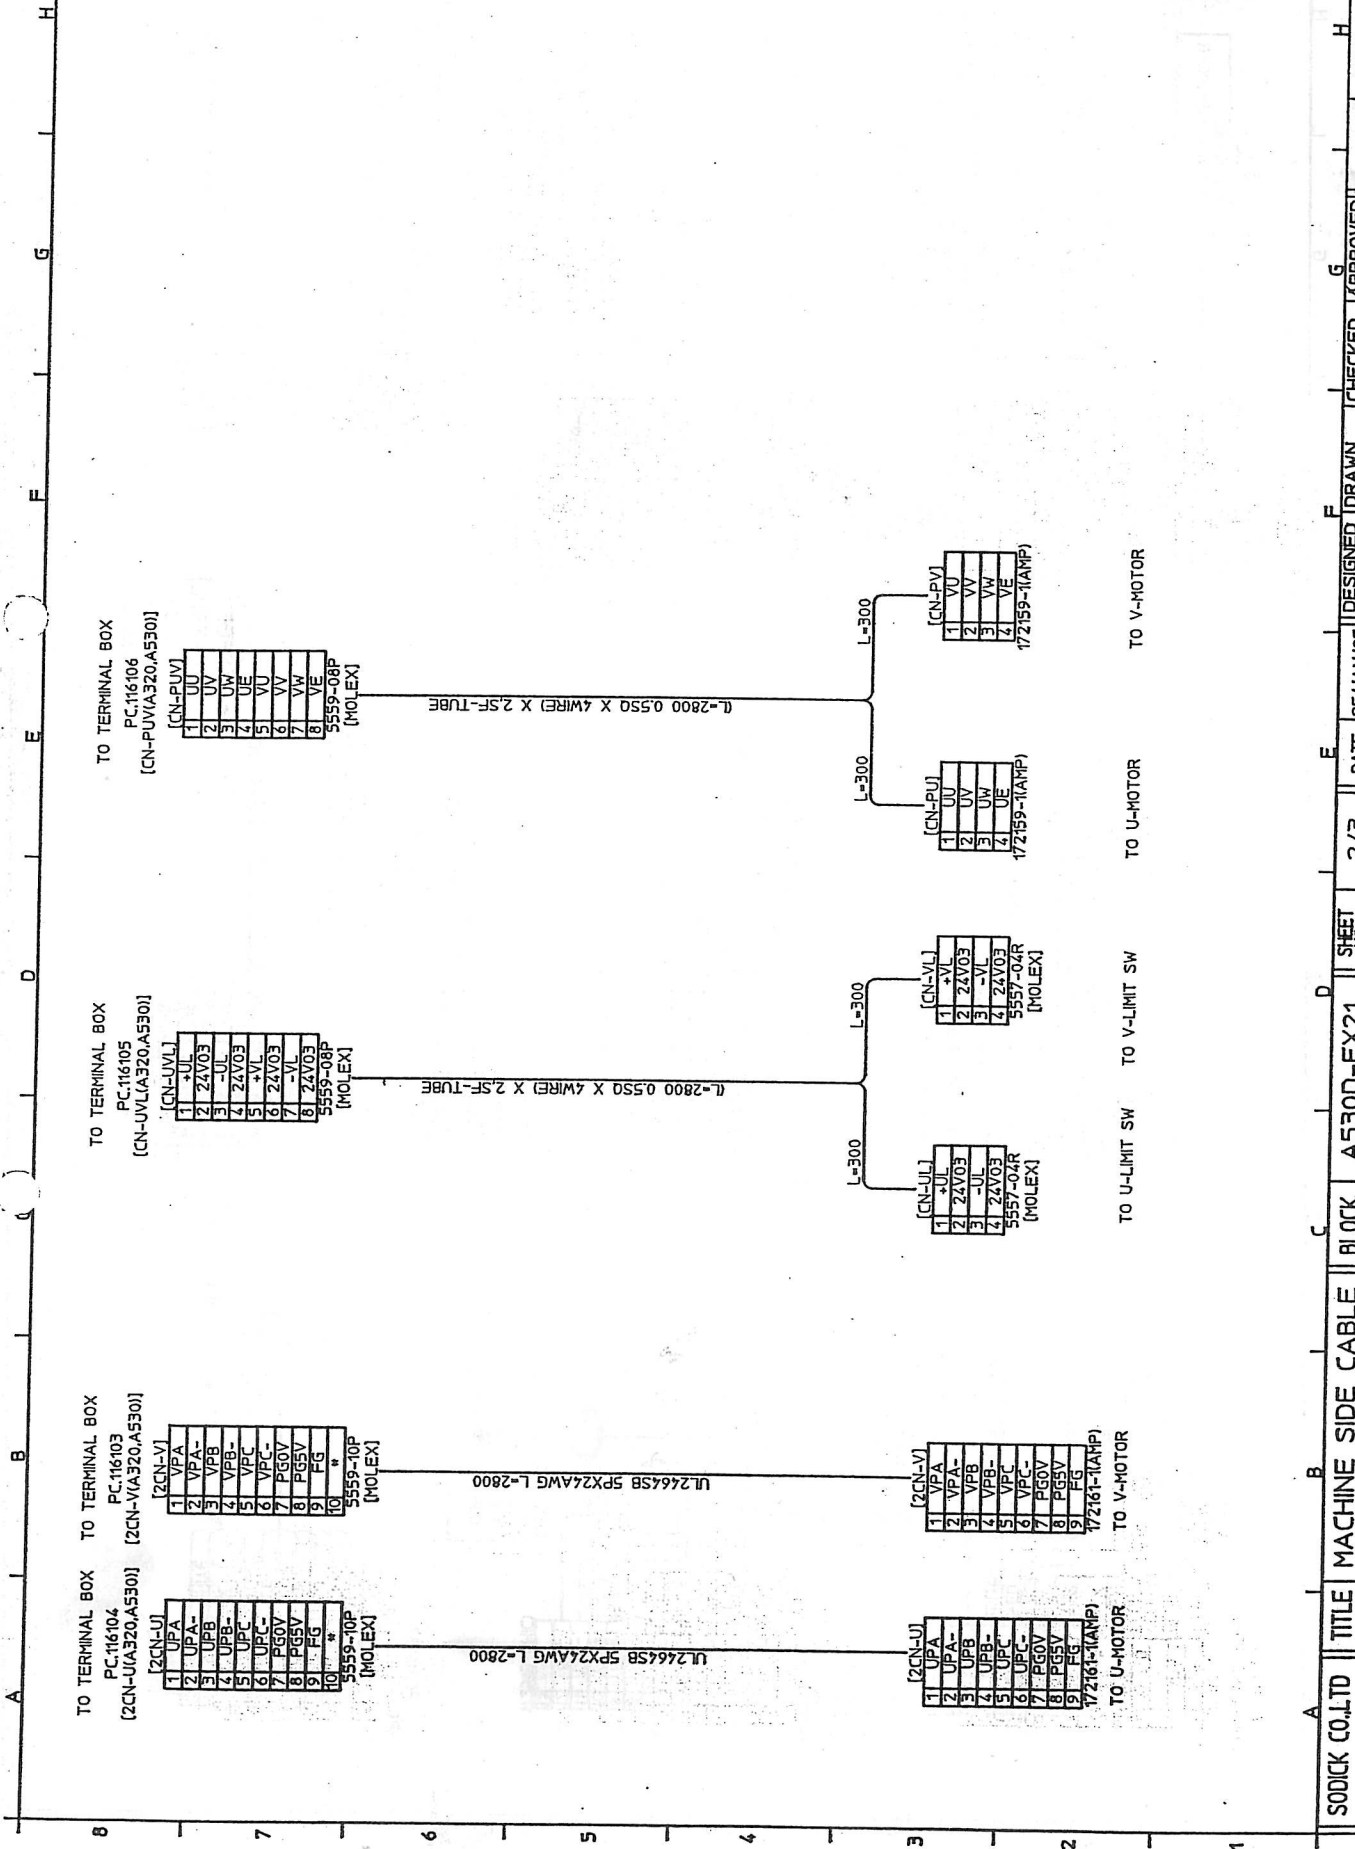 A
B
C
D
E
F
G
H
8
7
6
5
4
3
2
1
TO TERMINAL BOX
PC.116104
[2CN-U(A320,A530)]
[2CN-U]
1 UPA
2 UPA-
3 UPB
4 UPB-
5 UPC
6 UPC-
7 PG0V
8 PG5V
9 FG
10 *
5559-10P
[MOLEX]
UL2464SB 5PX24AWG L=2800
[2CN-U]
1 UPA
2 UPA-
3 UPB
4 UPB-
5 UPC
6 UPC-
7 PG0V
8 PG5V
9 FG
172161-1(AMP)
TO U-MOTOR
TO TERMINAL BOX
PC.116103
[2CN-V(A320,A530)]
[2CN-V]
1 VPA
2 VPA-
3 VPB
4 VPB-
5 VPC
6 VPC-
7 PG0V
8 PG5V
9 FG
10 *
5559-10P
[MOLEX]
UL2464SB 5PX24AWG L=2800
[2CN-V]
1 VPA
2 VPA-
3 VPB
4 VPB-
5 VPC
6 VPC-
7 PG0V
8 PG5V
9 FG
172161-1(AMP)
TO V-MOTOR
TO TERMINAL BOX
PC.116105
[CN-UVL(A320,A530)]
[CN-UVL]
1 +UL
2 24V03
3 -UL
4 24V03
5 +VL
6 24V03
7 -VL
8 24V03
5559-08P
[MOLEX]
(L=2800 0.5SQ X 4WIRE) X 2,SF-TUBE
L=300
L=300
[CN-UL]
1 +UL
2 24V03
3 -UL
4 24V03
5557-04R
[MOLEX]
TO U-LIMIT SW
[CN-VL]
1 +VL
2 24V03
3 -VL
4 24V03
5557-04R
[MOLEX]
TO V-LIMIT SW
TO TERMINAL BOX
PC.116106
[CN-PUV(A320,A530)]
[CN-PUV]
1 UU
2 UV
3 UW
4 UE
5 VU
6 VV
7 VW
8 VE
5559-08P
[MOLEX]
(L=2800 0.5SQ X 4WIRE) X 2,SF-TUBE
L=300
L=300
[CN-PU]
1 UU
2 UV
3 UW
4 UE
172159-1(AMP)
TO U-MOTOR
[CN-PV]
1 VU
2 VV
3 VW
4 VE
172159-1(AMP)
TO V-MOTOR
A
B
C
D
E
F
G
H
SODICK CO.,LTD TITLE MACHINE SIDE CABLE BLOCK A530D-EX21 SHEET DATE DESIGNED DRAWN CHECKED APPROVED